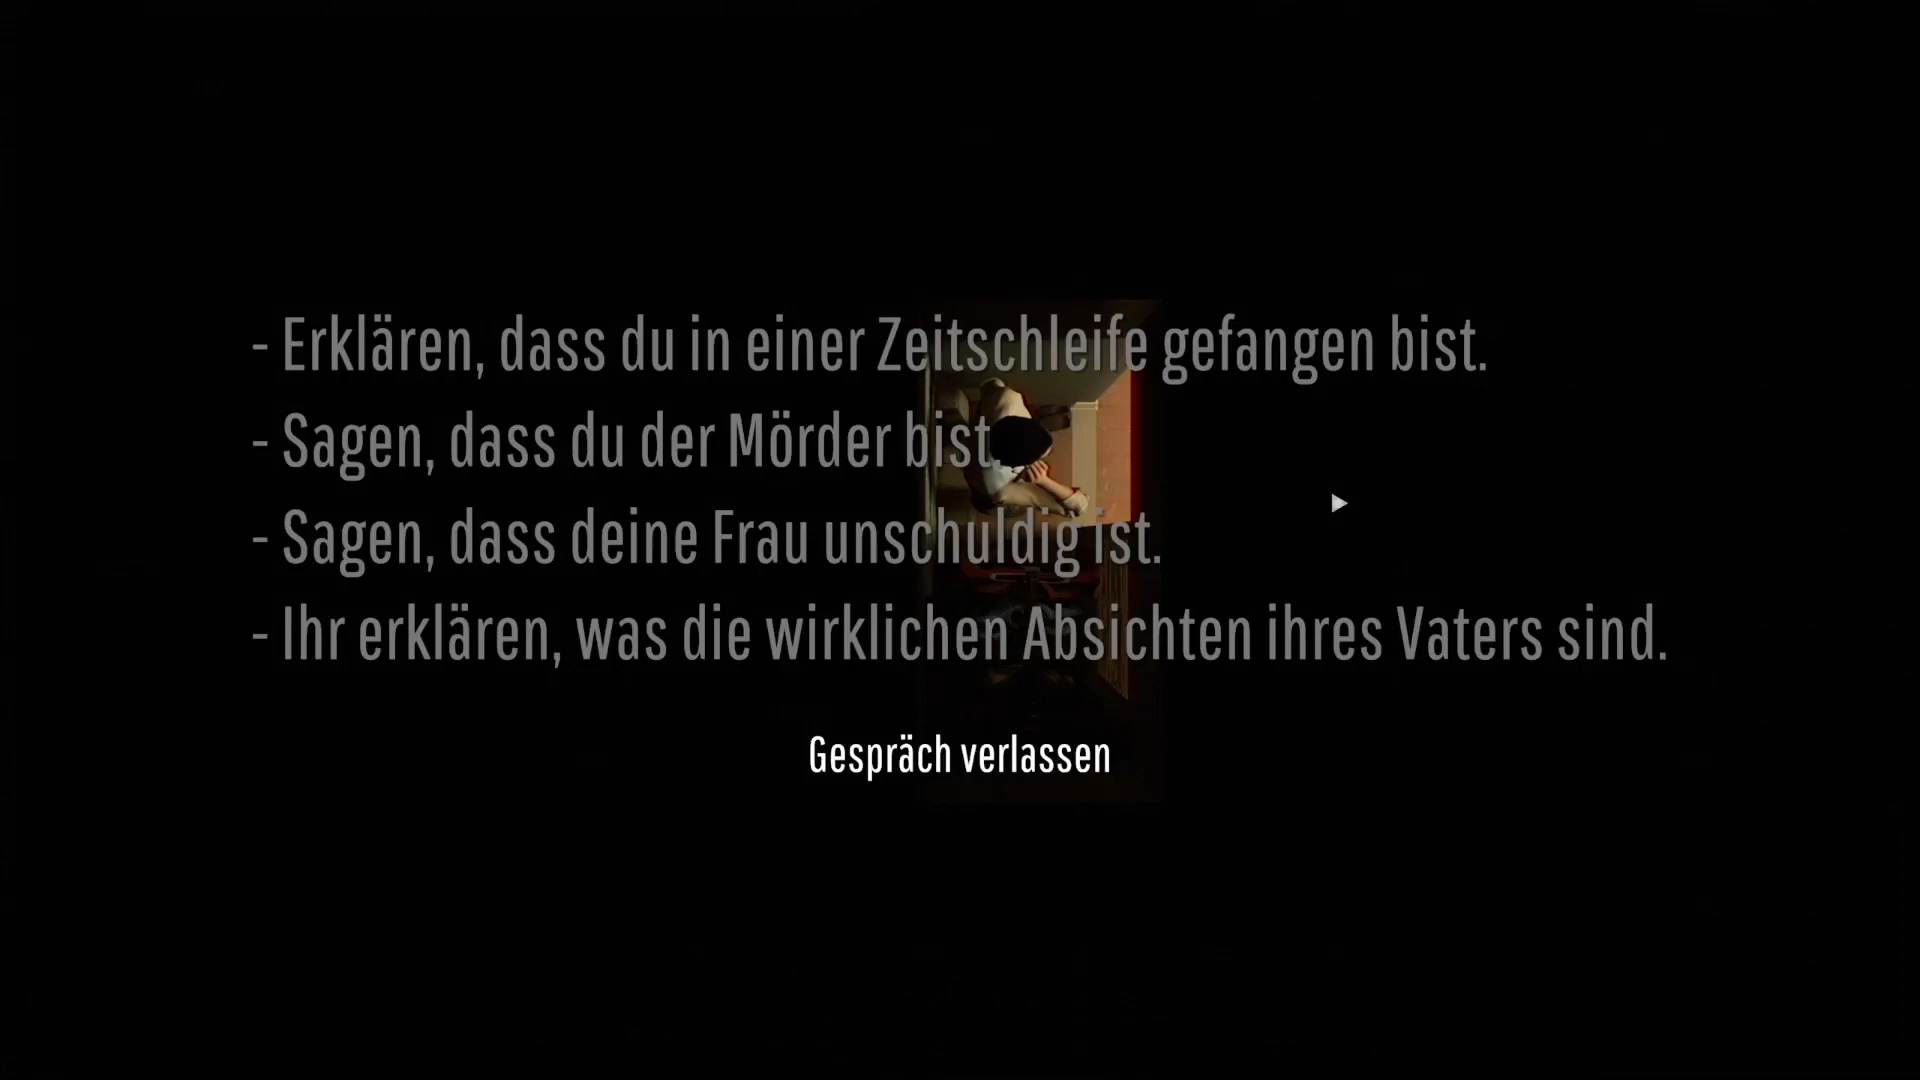 - Erklären, dass du in einer Zeitschleife gefangen bist.
- Sagen, dass du der Mörder bist.
- Sagen, dass deine Frau unschuldig ist.
- Ihr erklären, was die wirklichen Absichten ihres Vaters sind.
Gespräch verlassen